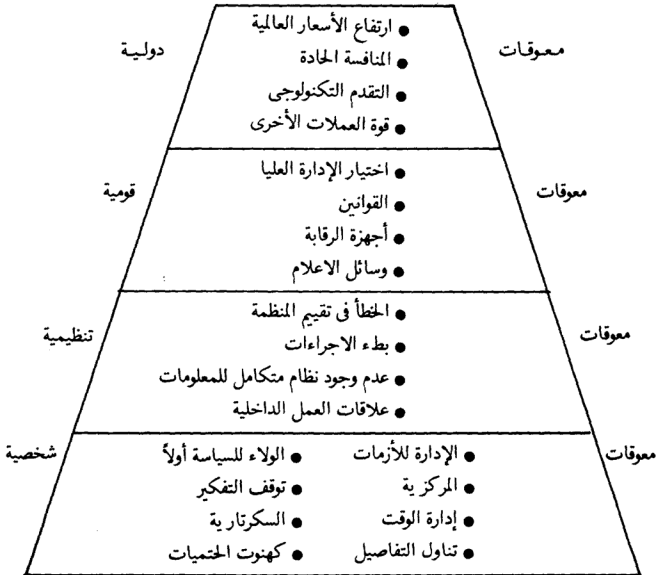 معوقات دولية
● ارتفاع الأسعار العالمية
● المنافسة الحادة
● التقدم التكنولوجى
● قوة العملات الأخرى
معوقات قومية
● اختيار الإدارة العليا
● القوانين
● أجهزة الرقابة
● وسائل الاعلام
معوقات تنظيمية
● الخطأ فى تقييم المنظمة
● بطء الاجراءات
● عدم وجود نظام متكامل للمعلومات
● علاقات العمل الداخلية
معوقات شخصية
● الإدارة للأزمات ● الولاء للسياسة أولاً
● المركزية ● توقف التفكير
● إدارة الوقت ● السكرتارية
● تناول التفاصيل ● كهنوت الحتميات